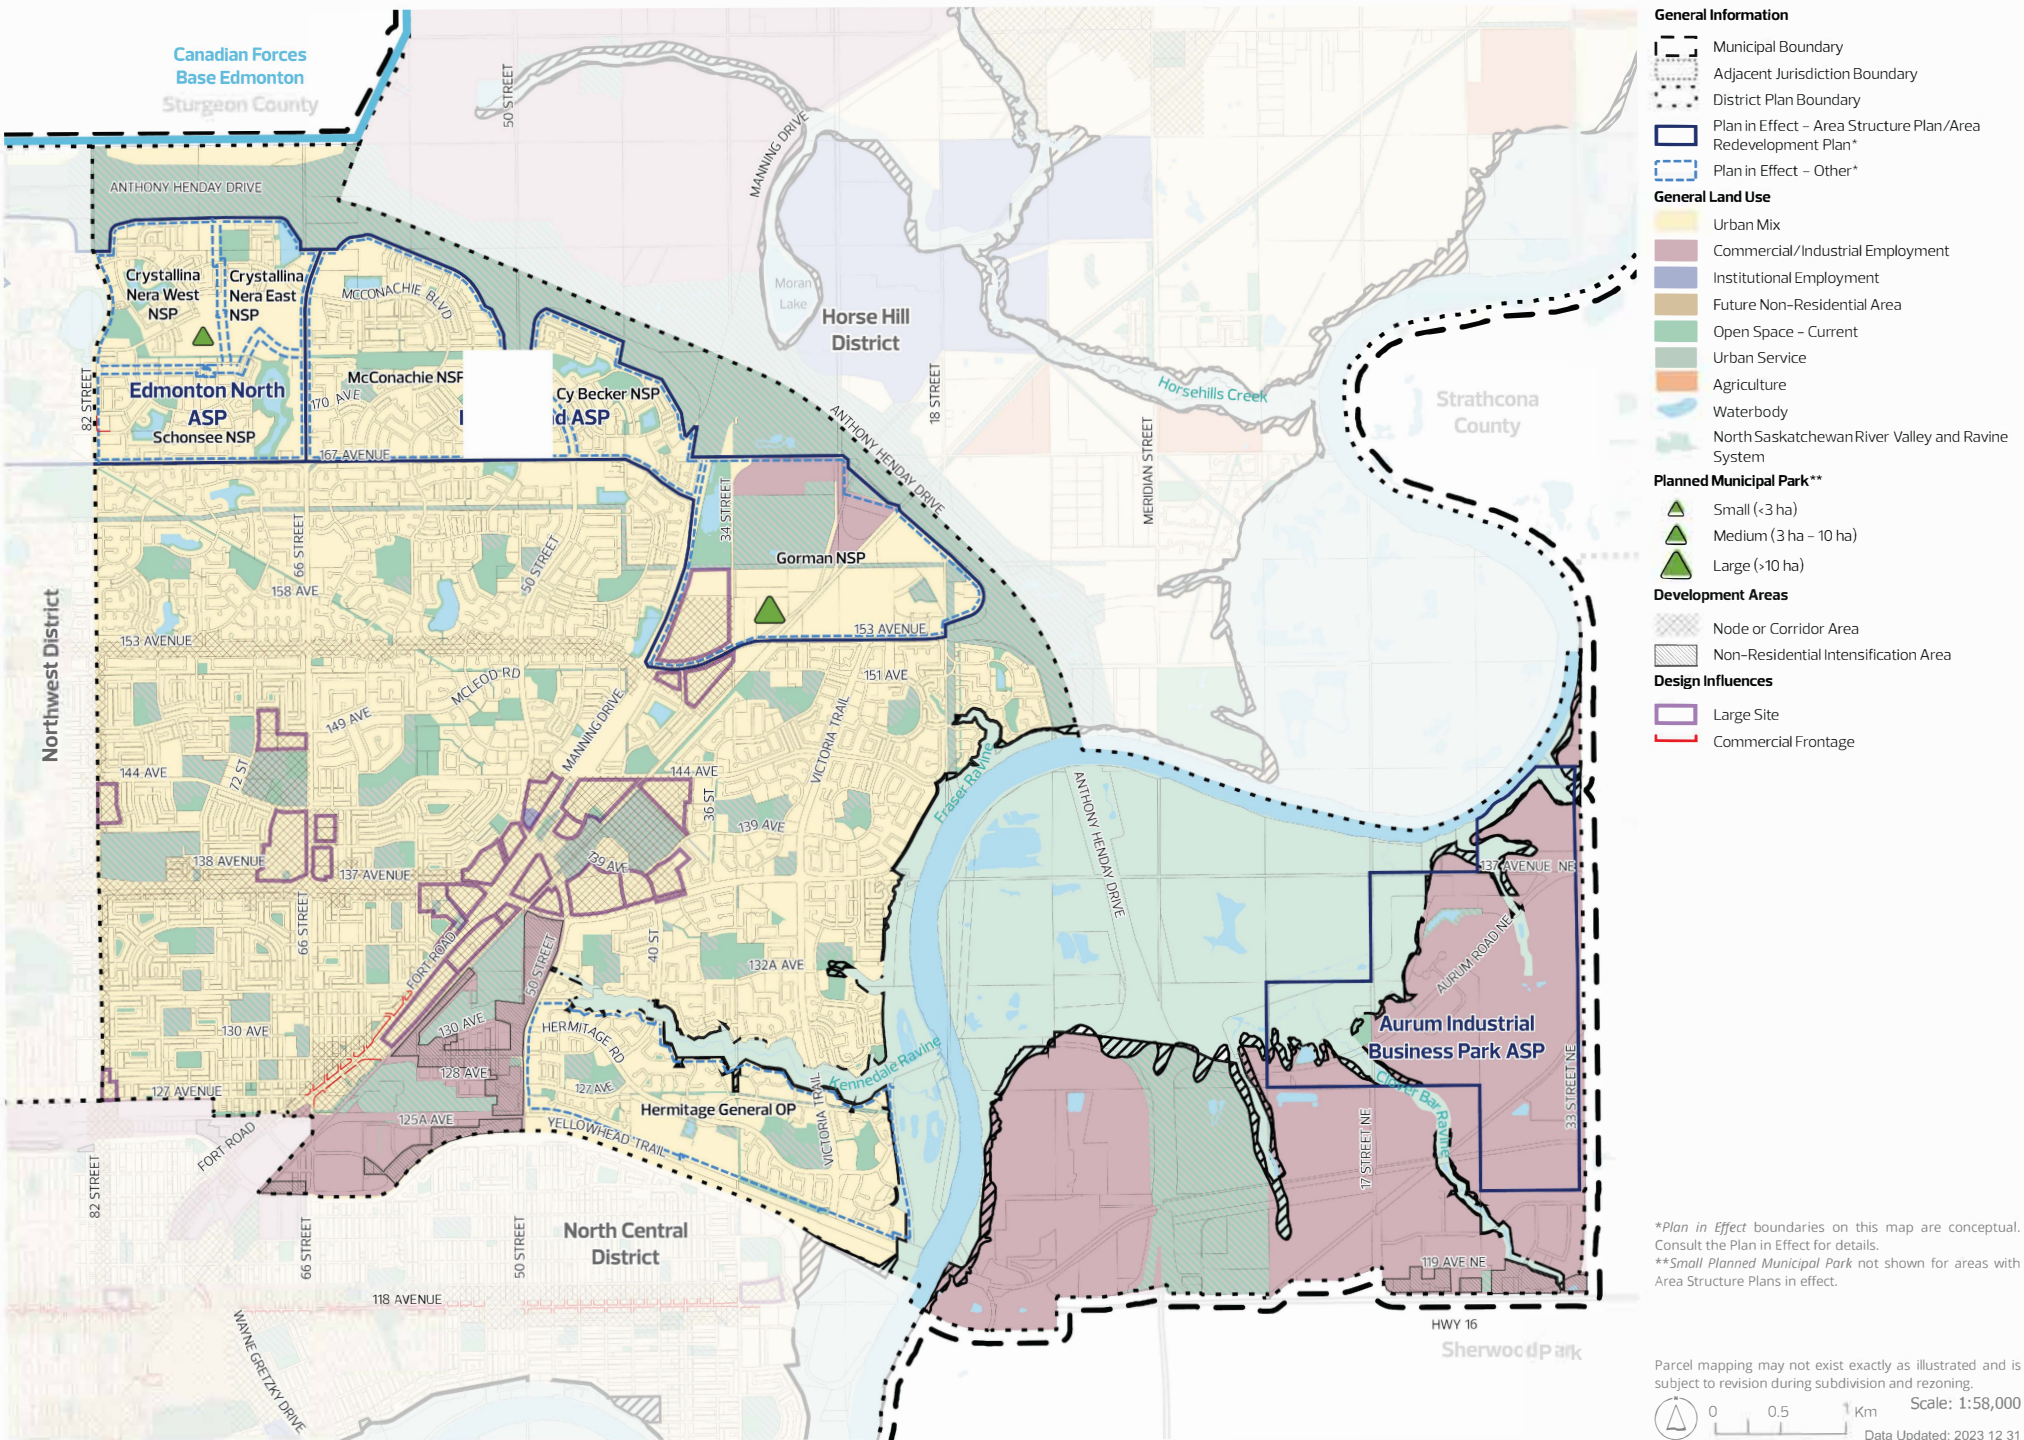 Canadian Forces
Base Edmonton
Sturgeon County
50 STREET
MANNING DRIVE
ANTHONY HENDAY DRIVE
Crystallina
Nera West
NSP
Crystallina
Nera East
NSP
MCCONACHIE BLVD
Moran
Lake
Horse Hill
District
18 STREET
Horsehills Creek
MERIDIAN STREET
Strathcona
County
82 STREET
Edmonton North
ASP
Schonsee NSP
McConachie NSP
170 AVE
Cy Becker NSP
d ASP
167 AVENUE
ANTHONY HENDAY DRIVE
ANTHONY HENDAY DRIVE
34 STREET
Gorman NSP
66 STREET
50 STREET
158 AVE
153 AVENUE
153 AVENUE
Northwest District
MCLEOD RD
151 AVE
149 AVE
MANNING DRIVE
VICTORIA TRAIL
144 AVE
72 ST
144 AVE
36 ST
139 AVE
139 AVE
138 AVENUE
137 AVENUE
Fraser Ravine
ANTHONY HENDAY DRIVE
137 AVENUE NE
66 STREET
FORT ROAD
50 STREET
40 ST
132A AVE
AURUM ROAD NE
130 AVE
130 AVE
HERMITAGE RD
Aurum Industrial
Business Park ASP
128 AVE
127 AVE
127 AVENUE
Kennedale Ravine
Clover Bar Ravine
33 STREET NE
Hermitage General OP
125A AVE
VICTORIA TRAIL
YELLOWHEAD TRAIL
17 STREET NE
FORT ROAD
82 STREET
66 STREET
50 STREET
North Central
District
118 AVENUE
WAYNE GRETZKY DRIVE
119 AVE NE
HWY 16
Sherwood Park
General Information
Municipal Boundary
Adjacent Jurisdiction Boundary
District Plan Boundary
Plan in Effect – Area Structure Plan/Area
Redevelopment Plan*
Plan in Effect – Other*
General Land Use
Urban Mix
Commercial/Industrial Employment
Institutional Employment
Future Non-Residential Area
Open Space – Current
Urban Service
Agriculture
Waterbody
North Saskatchewan River Valley and Ravine
System
Planned Municipal Park**
Small (<3 ha)
Medium (3 ha – 10 ha)
Large (>10 ha)
Development Areas
Node or Corridor Area
Non-Residential Intensification Area
Design Influences
Large Site
Commercial Frontage
*Plan in Effect boundaries on this map are conceptual.
Consult the Plan in Effect for details.
**Small Planned Municipal Park not shown for areas with
Area Structure Plans in effect.
Parcel mapping may not exist exactly as illustrated and is
subject to revision during subdivision and rezoning.
0 0.5 1 Km
Scale: 1:58,000
Data Updated: 2023 12 31